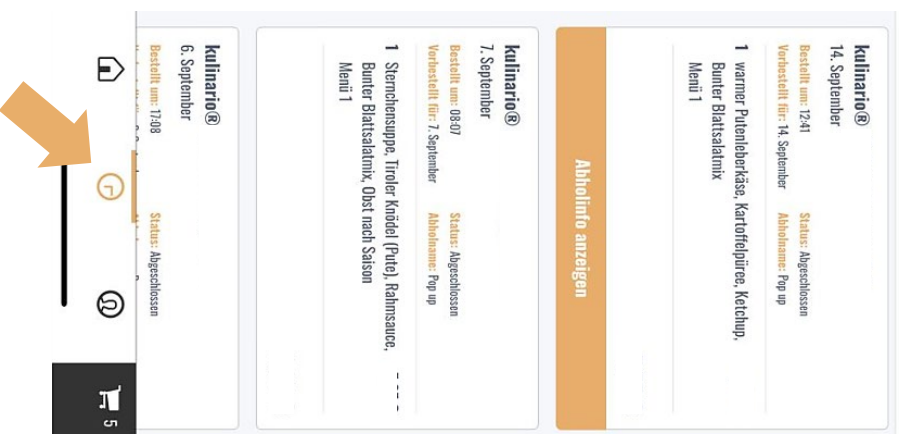 kulinario®
14. September
Bestellt um: 12:41
Status: Abgeschlossen
Vorbestellt für: 14. September
Abholname: Pop up
1 warmer Putenleberkäse, Kartoffelpüree, Ketchup,
Bunter Blattsalatmix
Menü 1
Abholinfo anzeigen
kulinario®
7. September
Bestellt um: 08:07
Status: Abgeschlossen
Vorbestellt für: 7. September
Abholname: Pop up
1 Sternchensuppe, Tiroler Knödel (Pute), Rahmsauce,
Bunter Blattsalatmix, Obst nach Saison
Menü 1
kulinario®
6. September
Bestellt um: 17:08
Status: Abgeschlossen
5